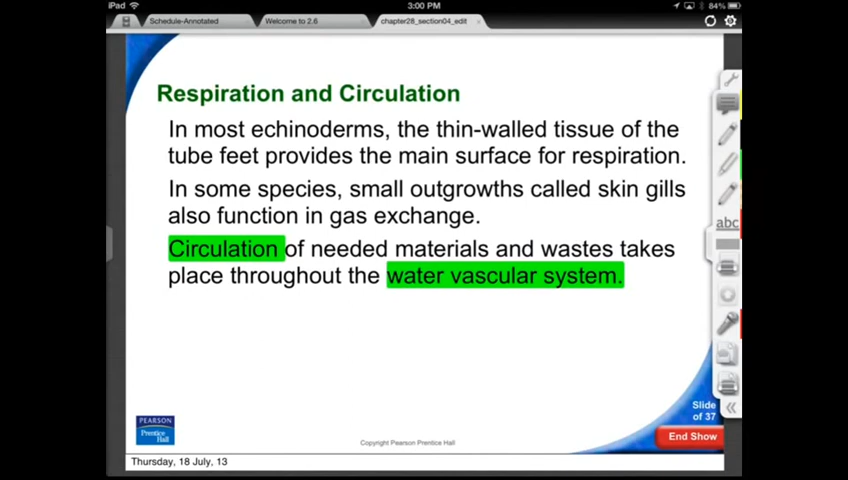 iPad
3:00 PM
84%
Schedule-Annotated
Welcome to 2.6
chapter28_section04_edit
Respiration and Circulation
In most echinoderms, the thin-walled tissue of the
tube feet provides the main surface for respiration.
In some species, small outgrowths called skin gills
also function in gas exchange.
Circulation of needed materials and wastes takes
place throughout the water vascular system.
abc
PEARSON
Prentice
Hall
Slide
of 37
End Show
Copyright Pearson Prentice Hall
Thursday, 18 July, 13